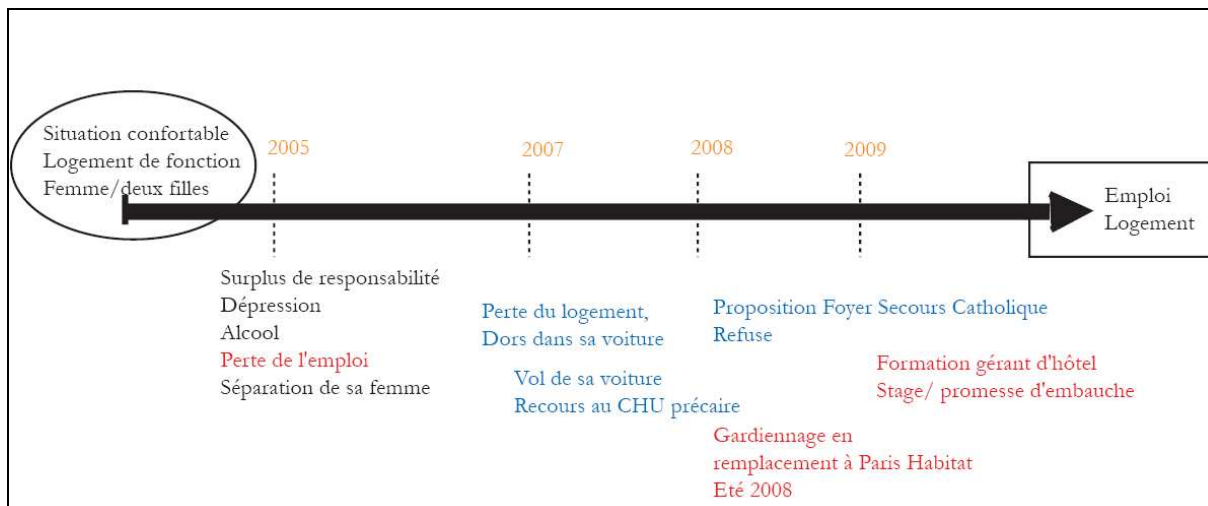 Situation confortable
Logement de fonction
Femme/deux filles
2005
2007
2008
2009
Emploi
Logement
Surplus de responsabilité
Dépression
Alcool
Perte de l'emploi
Séparation de sa femme
Perte du logement,
Dors dans sa voiture
Vol de sa voiture
Recours au CHU précaire
Proposition Foyer Secours Catholique
Refuse
Formation gérant d'hôtel
Stage/ promesse d'embauche
Gardiennage en
remplacement à Paris Habitat
Eté 2008